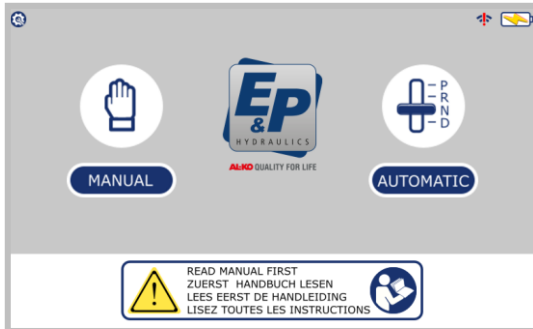 E&P
HYDRAULICS
AL-KO QUALITY FOR LIFE
P
R
N
D
MANUAL
AUTOMATIC
READ MANUAL FIRST
ZUERST HANDBUCH LESEN
LEES EERST DE HANDLEIDING
LISEZ TOUTES LES INSTRUCTIONS